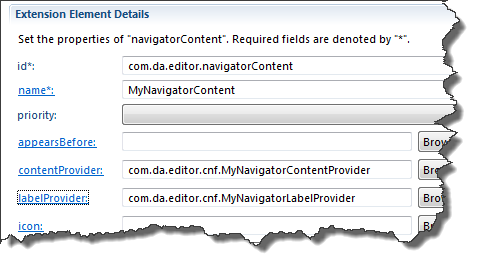 Extension Element Details
Set the properties of "navigatorContent". Required fields are denoted by "*".
id*: com.da.editor.navigatorContent
name*: MyNavigatorContent
priority:
appearsBefore: Brow
contentProvider: com.da.editor.cnf.MyNavigatorContentProvider Bro
labelProvider: com.da.editor.cnf.MyNavigatorLabelProvider Bro
icon: Br